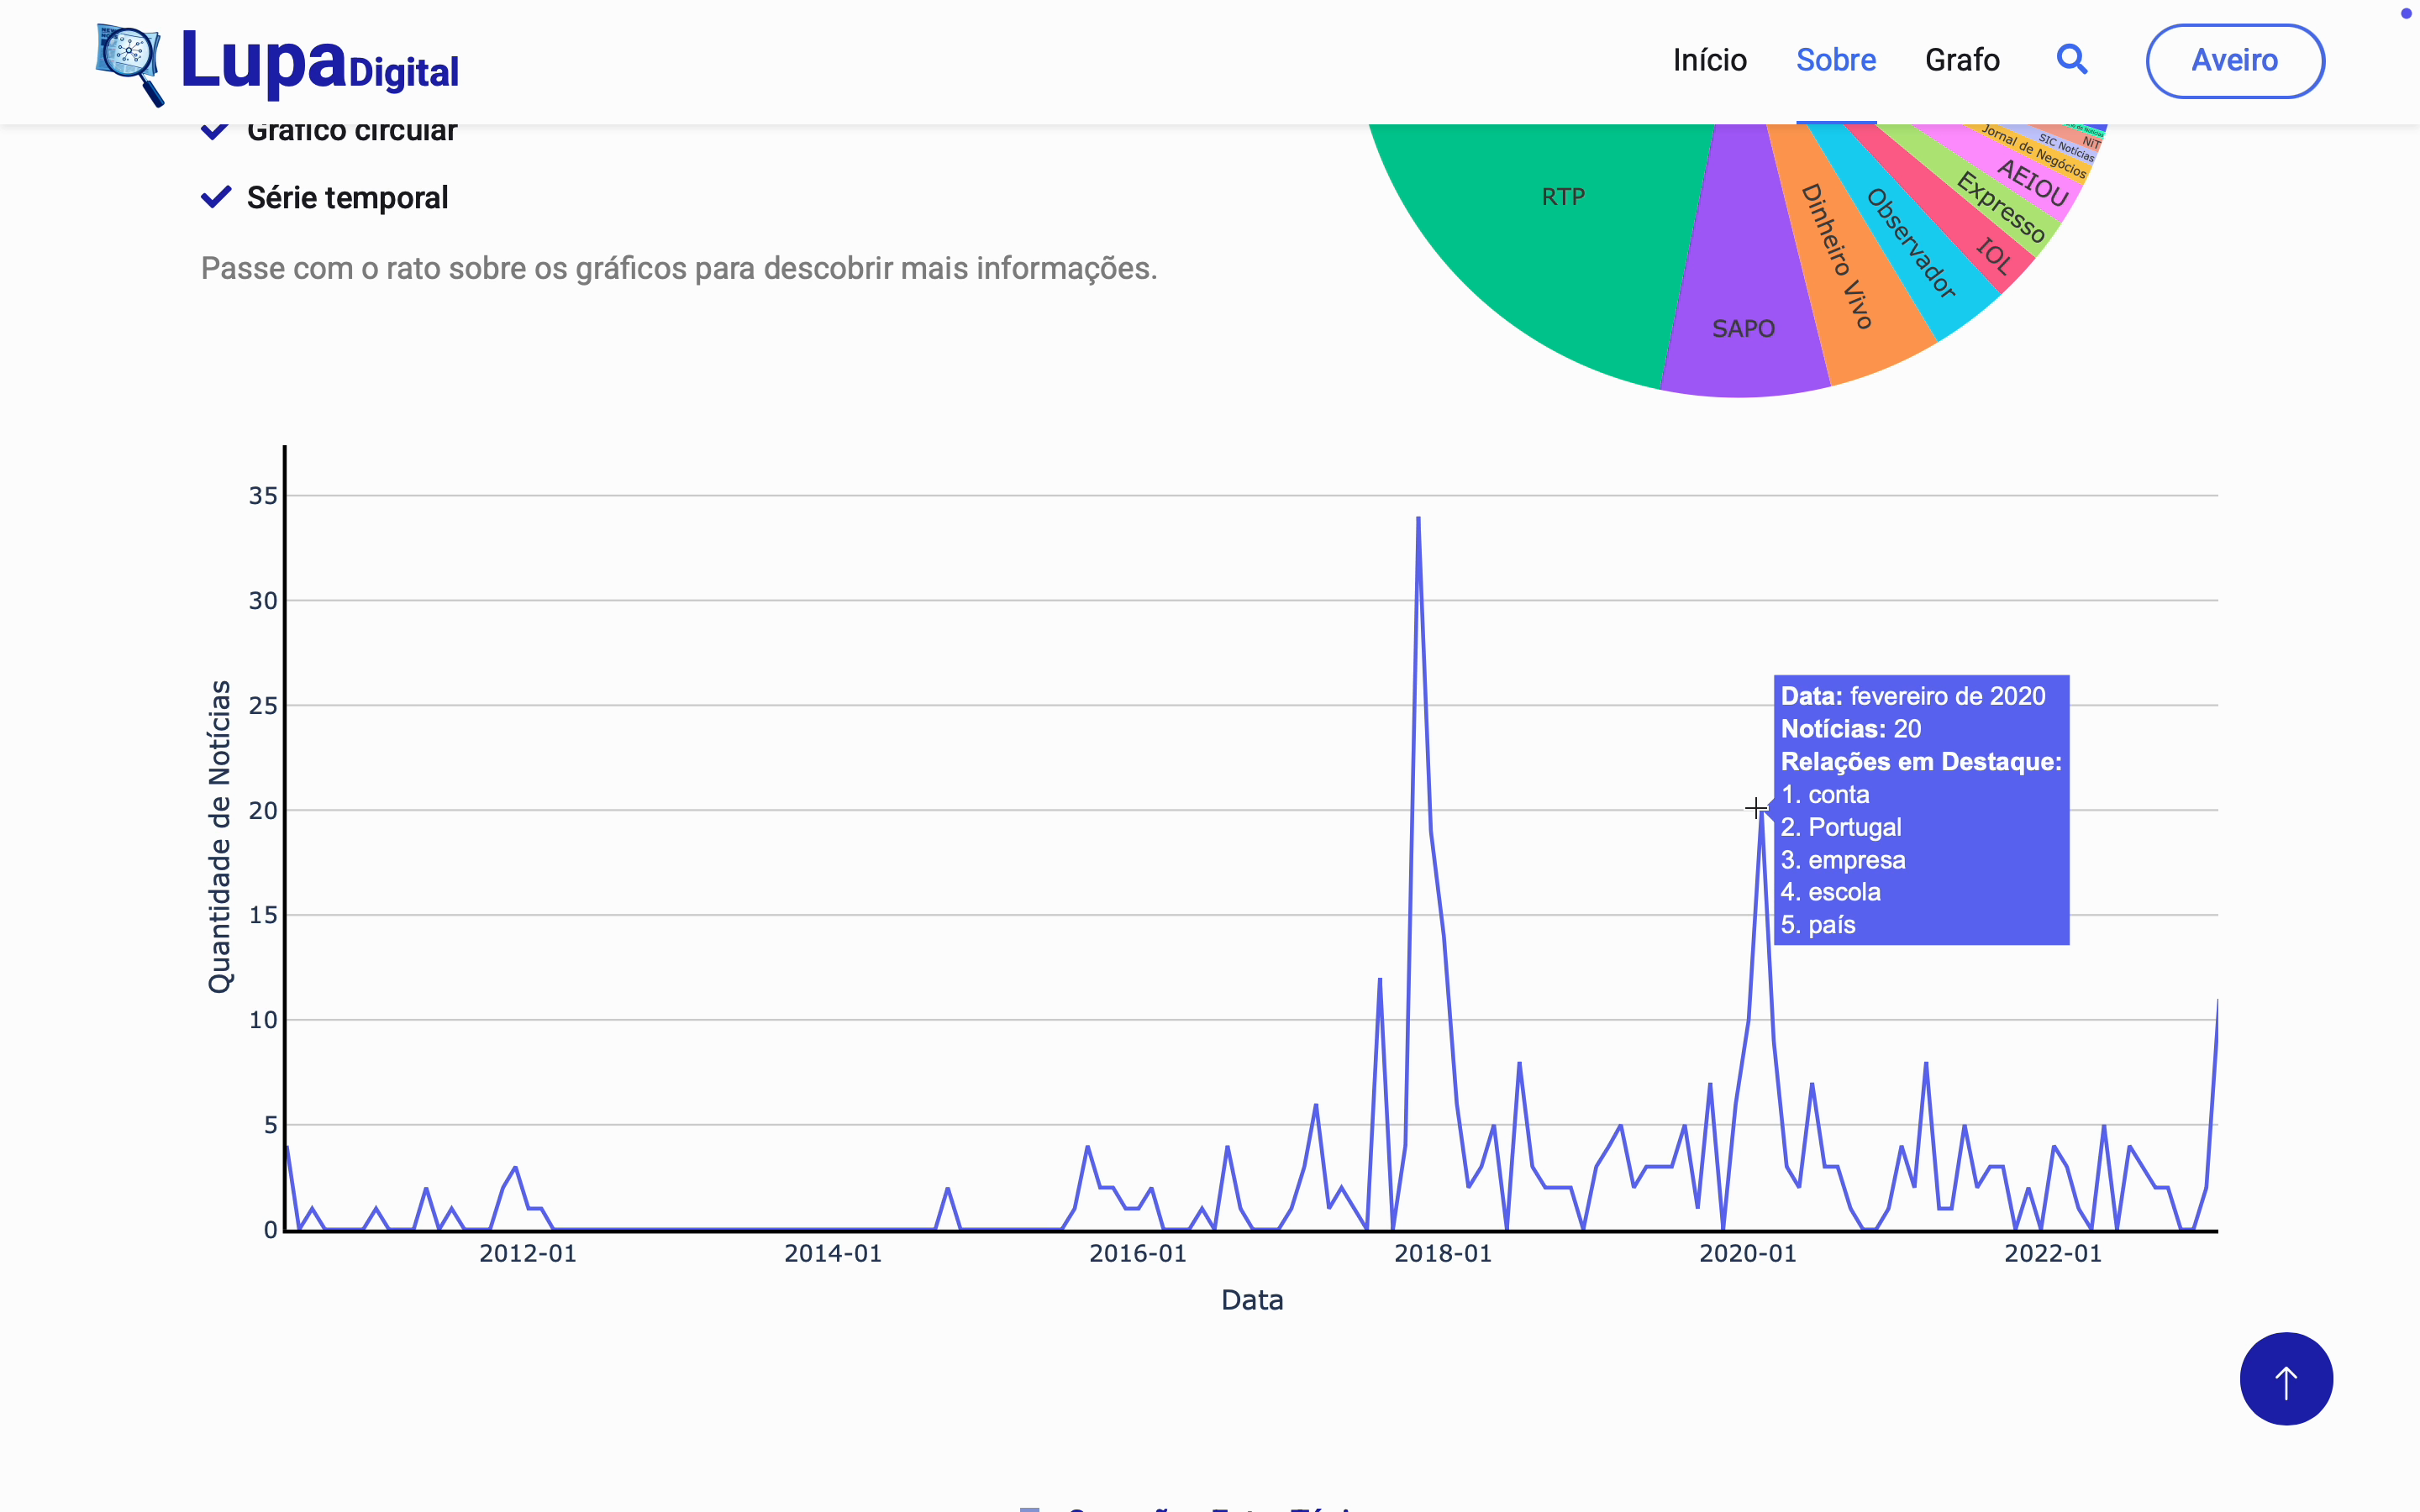 LupaDigital
Início
Sobre
Grafo
Aveiro
Gráfico circular
Série temporal
Passe com o rato sobre os gráficos para descobrir mais informações.
RTP
SAPO
Dinheiro Vivo
Observador
IOL
Expresso
AEIOU
Jornal de Negócios
SIC Notícias
NiT
35
30
25
20
15
10
5
0
Quantidade de Notícias
Data: fevereiro de 2020
Notícias: 20
Relações em Destaque:
1. conta
2. Portugal
3. empresa
4. escola
5. país
2012-01
2014-01
2016-01
2018-01
2020-01
2022-01
Data